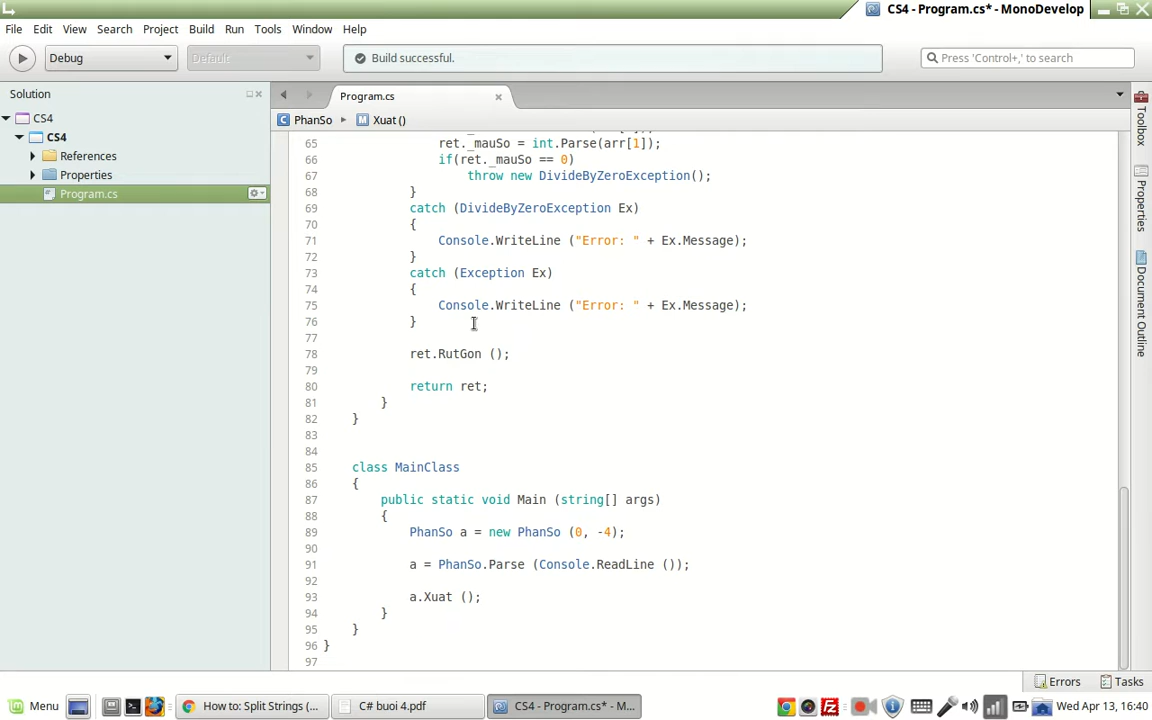 CS4 - Program.cs* - MonoDevelop
File Edit View Search Project Build Run Tools Window Help
Debug Default Build successful. Press 'Control+,' to search
Solution
CS4
CS4
References
Properties
Program.cs
Program.cs
PhanSo Xuat ()
65 ret._mauSo = int.Parse(arr[1]);
66 if(ret._mauSo == 0)
67 throw new DivideByZeroException();
68 }
69 catch (DivideByZeroException Ex)
70 {
71 Console.WriteLine ("Error: " + Ex.Message);
72 }
73 catch (Exception Ex)
74 {
75 Console.WriteLine ("Error: " + Ex.Message);
76 }
77
78 ret.RutGon ();
79
80 return ret;
81 }
82 }
83
84
85 class MainClass
86 {
87 public static void Main (string[] args)
88 {
89 PhanSo a = new PhanSo (0, -4);
90
91 a = PhanSo.Parse (Console.ReadLine ());
92
93 a.Xuat ();
94 }
95 }
96 }
97
Toolbox
Properties
Document Outline
Errors Tasks
Menu How to: Split Strings (... CS# buoi 4.pdf CS4 - Program.cs* - M... Wed Apr 13, 16:40